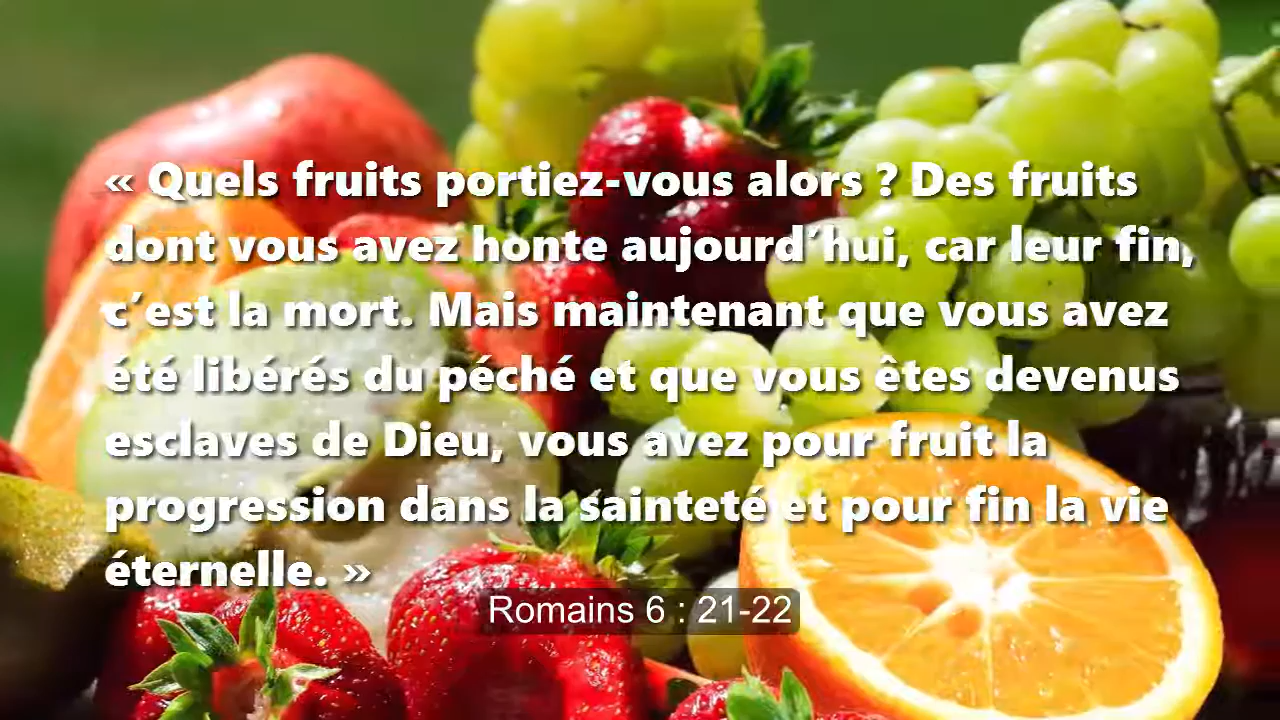 « Quels fruits portiez-vous alors ? Des fruits
dont vous avez honte aujourd’hui, car leur fin,
c’est la mort. Mais maintenant que vous avez
été libérés du péché et que vous êtes devenus
esclaves de Dieu, vous avez pour fruit la
progression dans la sainteté et pour fin la vie
éternelle. »
Romains 6 : 21-22